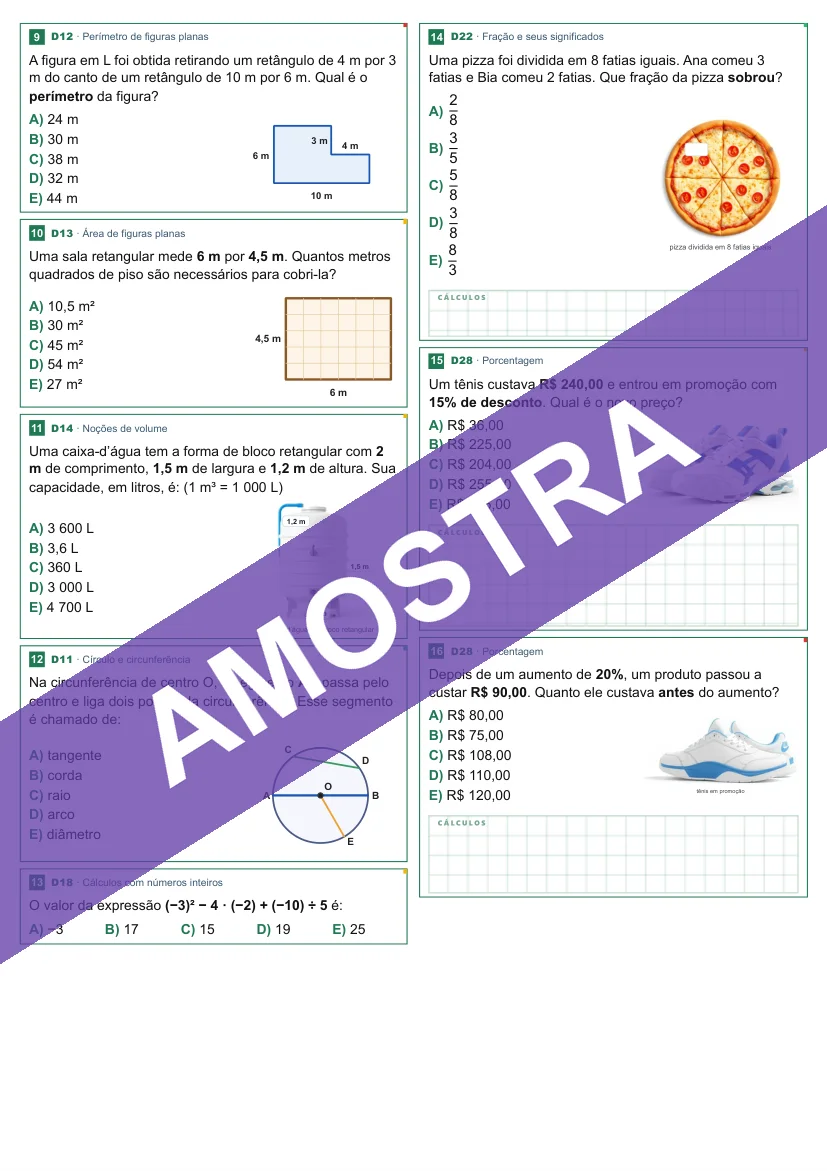 9 D12 · Perímetro de figuras planas
A figura em L foi obtida retirando um retângulo de 4 m por 3
m do canto de um retângulo de 10 m por 6 m. Qual é o
perímetro da figura?
A) 24 m
B) 30 m
C) 38 m
D) 32 m
E) 44 m
3 m
4 m
6 m
10 m
10 D13 · Área de figuras planas
Uma sala retangular mede 6 m por 4,5 m. Quantos metros
quadrados de piso são necessários para cobri-la?
A) 10,5 m²
B) 30 m²
C) 45 m²
D) 54 m²
E) 27 m²
4,5 m
6 m
11 D14 · Noções de volume
Uma caixa-d'água tem a forma de bloco retangular com 2
m de comprimento, 1,5 m de largura e 1,2 m de altura. Sua
capacidade, em litros, é: (1 m³ = 1 000 L)
A) 3 600 L
B) 3,6 L
C) 360 L
D) 3 000 L
E) 4 700 L
1,2 m
1,5 m
bloco retangular
12 D11 · Círculo e circunferência
Na circunferência de centro O, passa pelo
centro e liga dois Esse segmento
é chamado de:
A) tangente
B) corda
C) raio
D) arco
E) diâmetro
C
D
O
A
B
E
13 D18 · Cálculos com números inteiros
O valor da expressão (−3)² − 4 · (−2) + (−10) ÷ 5 é:
A) −3 B) 17 C) 15 D) 19 E) 25
14 D22 · Fração e seus significados
Uma pizza foi dividida em 8 fatias iguais. Ana comeu 3
fatias e Bia comeu 2 fatias. Que fração da pizza sobrou?
A) 2/8
B) 3/5
C) 5/8
D) 3/8
E) 8/3
pizza dividida em 8 fatias iguais
CÁLCULOS
15 D28 · Porcentagem
Um tênis custava R$ 240,00 e entrou em promoção com
15% de desconto. Qual é o novo preço?
A) R$ 36,00
B) R$ 225,00
C) R$ 204,00
D) R$
E)
CÁLCULOS
16 D28 · Porcentagem
Depois de um aumento de 20%, um produto passou a
custar R$ 90,00. Quanto ele custava antes do aumento?
A) R$ 80,00
B) R$ 75,00
C) R$ 108,00
D) R$ 110,00
E) R$ 120,00
tênis em promoção
CÁLCULOS
AMOSTRA